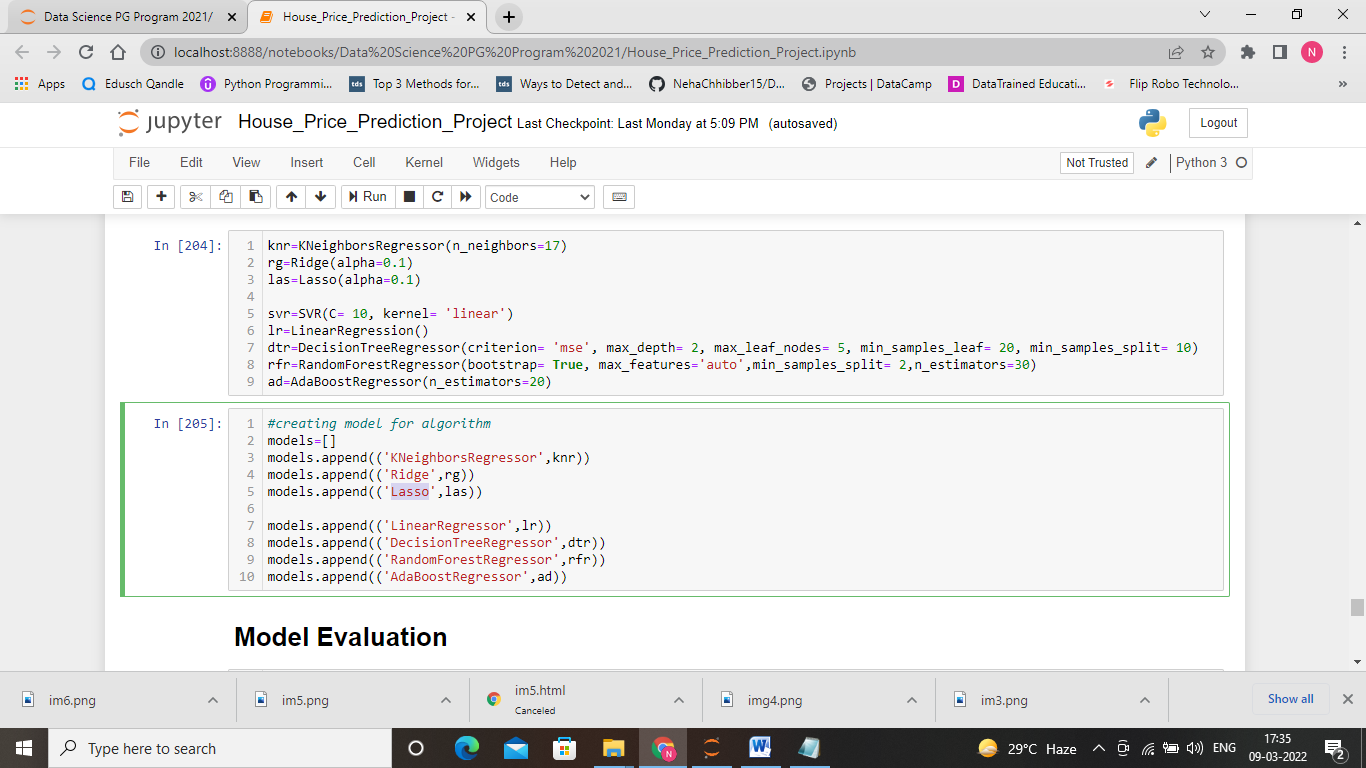 Data Science PG Program 2021/
House_Price_Prediction_Project -
localhost:8888/notebooks/Data%20Science%20PG%20Program%202021/House_Price_Prediction_Project.ipynb
N
Apps
Edusch Qandle
Python Programmi...
tds
Top 3 Methods for...
tds
Ways to Detect and...
NehaChhibber15/D...
Projects | DataCamp
D
DataTrained Educati...
Flip Robo Technolo...
»
jupyter House_Price_Prediction_Project Last Checkpoint: Last Monday at 5:09 PM (autosaved)
Logout
File Edit View Insert Cell Kernel Widgets Help
Not Trusted
Python 3
Run
Code
In [204]:
1 knr=KNeighborsRegressor(n_neighbors=17)
2 rg=Ridge(alpha=0.1)
3 las=Lasso(alpha=0.1)
4
5 svr=SVR(C= 10, kernel= 'linear')
6 lr=LinearRegression()
7 dtr=DecisionTreeRegressor(criterion= 'mse', max_depth= 2, max_leaf_nodes= 5, min_samples_leaf= 20, min_samples_split= 10)
8 rfr=RandomForestRegressor(bootstrap= True, max_features='auto',min_samples_split= 2,n_estimators=30)
9 ad=AdaBoostRegressor(n_estimators=20)
In [205]:
1 #creating model for algorithm
2 models=[]
3 models.append(('KNeighborsRegressor',knr))
4 models.append(('Ridge',rg))
5 models.append(('Lasso',las))
6
7 models.append(('LinearRegressor',lr))
8 models.append(('DecisionTreeRegressor',dtr))
9 models.append(('RandomForestRegressor',rfr))
10 models.append(('AdaBoostRegressor',ad))
Model Evaluation
im6.png
im5.png
im5.html
Canceled
img4.png
im3.png
Show all
Type here to search
N
W
29°C Haze
ENG
17:35
09-03-2022
2